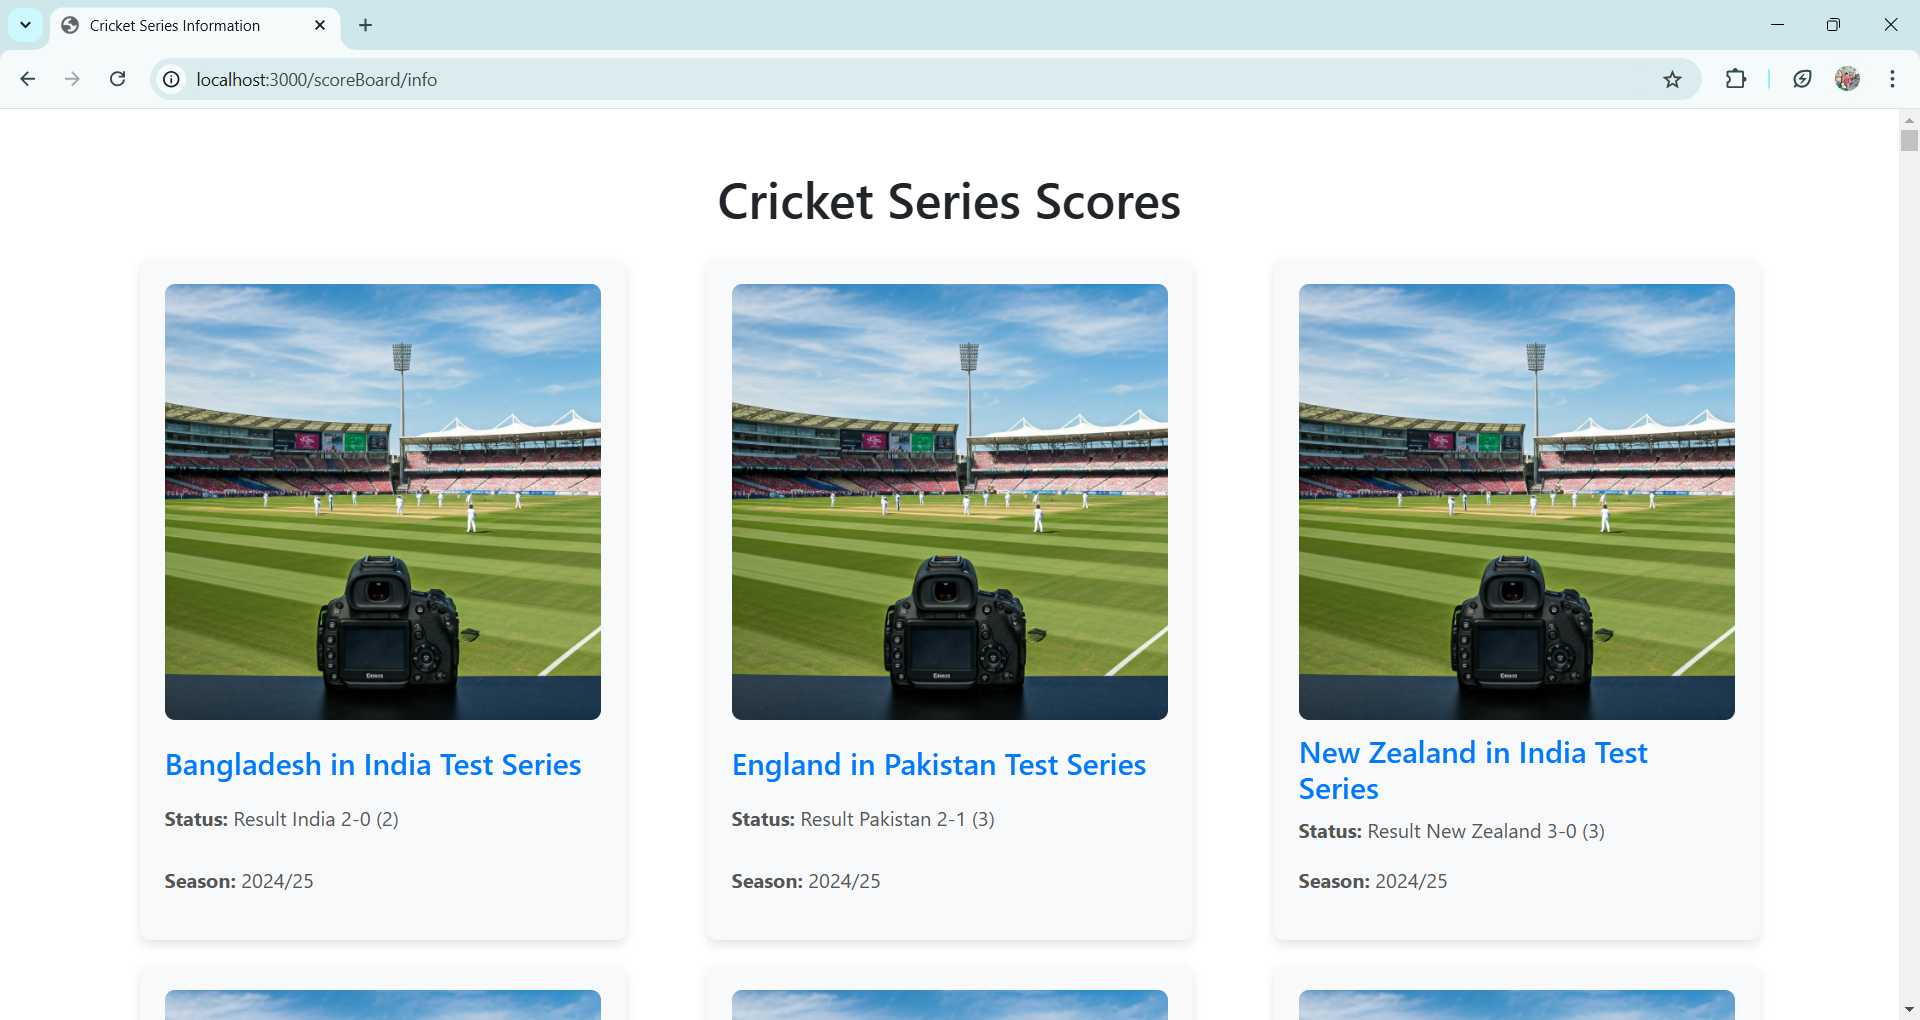 Cricket Series Information
localhost:3000/scoreBoard/info
Cricket Series Scores
Bangladesh in India Test Series
Status: Result India 2-0 (2)
Season: 2024/25
England in Pakistan Test Series
Status: Result Pakistan 2-1 (3)
Season: 2024/25
New Zealand in India Test
Series
Status: Result New Zealand 3-0 (3)
Season: 2024/25